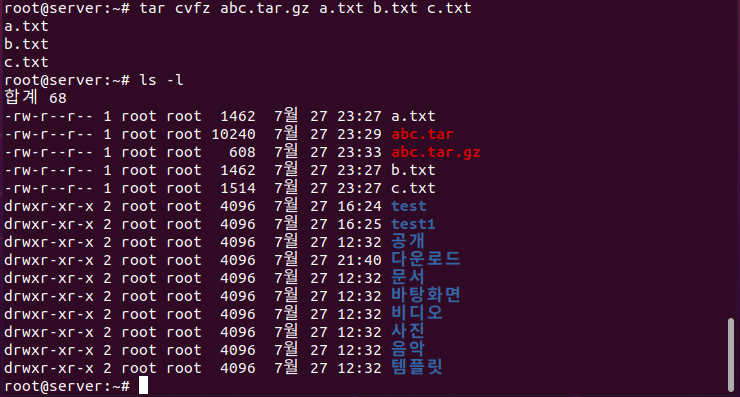 root@server:~# tar cvfz abc.tar.gz a.txt b.txt c.txt
a.txt
b.txt
c.txt
root@server:~# ls -l
합계 68
-rw-r--r-- 1 root root  1462  7월 27 23:27 a.txt
-rw-r--r-- 1 root root 10240  7월 27 23:29 abc.tar
-rw-r--r-- 1 root root   608  7월 27 23:33 abc.tar.gz
-rw-r--r-- 1 root root  1462  7월 27 23:27 b.txt
-rw-r--r-- 1 root root  1514  7월 27 23:27 c.txt
drwxr-xr-x 2 root root  4096  7월 27 16:24 test
drwxr-xr-x 2 root root  4096  7월 27 16:25 test1
drwxr-xr-x 2 root root  4096  7월 27 12:32 공개
drwxr-xr-x 2 root root  4096  7월 27 21:40 다운로드
drwxr-xr-x 2 root root  4096  7월 27 12:32 문서
drwxr-xr-x 2 root root  4096  7월 27 12:32 바탕화면
drwxr-xr-x 2 root root  4096  7월 27 12:32 비디오
drwxr-xr-x 2 root root  4096  7월 27 12:32 사진
drwxr-xr-x 2 root root  4096  7월 27 12:32 음악
drwxr-xr-x 2 root root  4096  7월 27 12:32 템플릿
root@server:~#